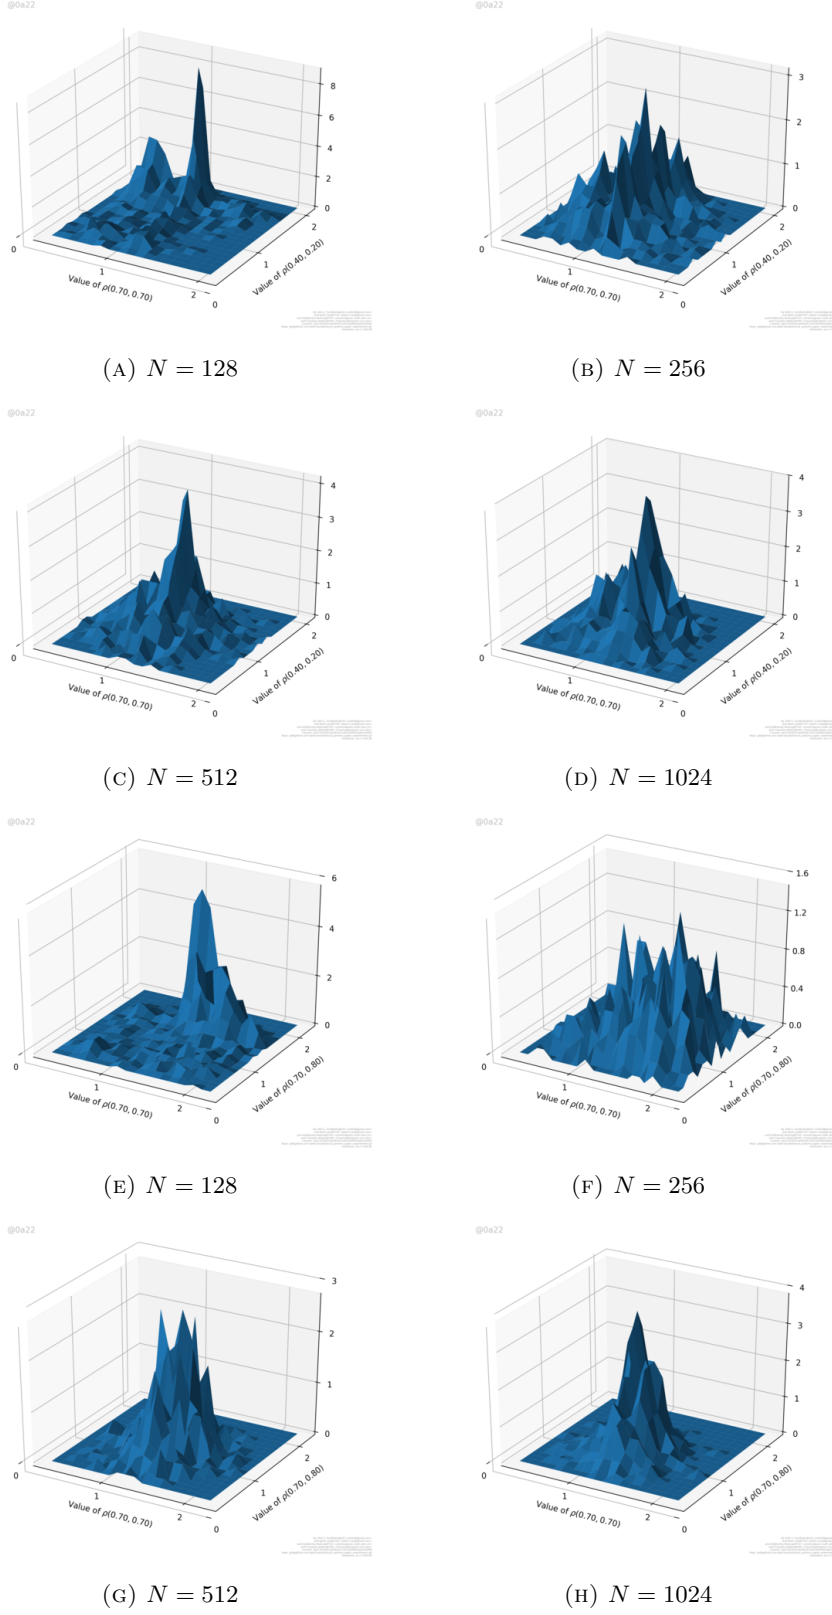 @0a22
@0a22
8
6
4
2
0
0
1
2
0
1
2
Value of ρ(0.70, 0.70)
Value of ρ(0.40, 0.20)
3
2
1
0
0
1
2
0
1
2
Value of ρ(0.70, 0.70)
Value of ρ(0.40, 0.20)
(A) N = 128
(B) N = 256
@0a22
@0a22
4
3
2
1
0
0
1
2
0
1
2
Value of ρ(0.70, 0.70)
Value of ρ(0.40, 0.20)
4
3
2
1
0
0
1
2
0
1
2
Value of ρ(0.70, 0.70)
Value of ρ(0.40, 0.20)
(C) N = 512
(D) N = 1024
@0a22
@0a22
6
4
2
0
0
1
2
0
1
2
Value of ρ(0.70, 0.70)
Value of ρ(0.70, 0.80)
1.6
1.2
0.8
0.4
0.0
0
1
2
0
1
2
Value of ρ(0.70, 0.70)
Value of ρ(0.70, 0.80)
(E) N = 128
(F) N = 256
@0a22
@0a22
3
2
1
0
0
1
2
0
1
2
Value of ρ(0.70, 0.70)
Value of ρ(0.70, 0.80)
4
3
2
1
0
0
1
2
0
1
2
Value of ρ(0.70, 0.70)
Value of ρ(0.70, 0.80)
(G) N = 512
(H) N = 1024